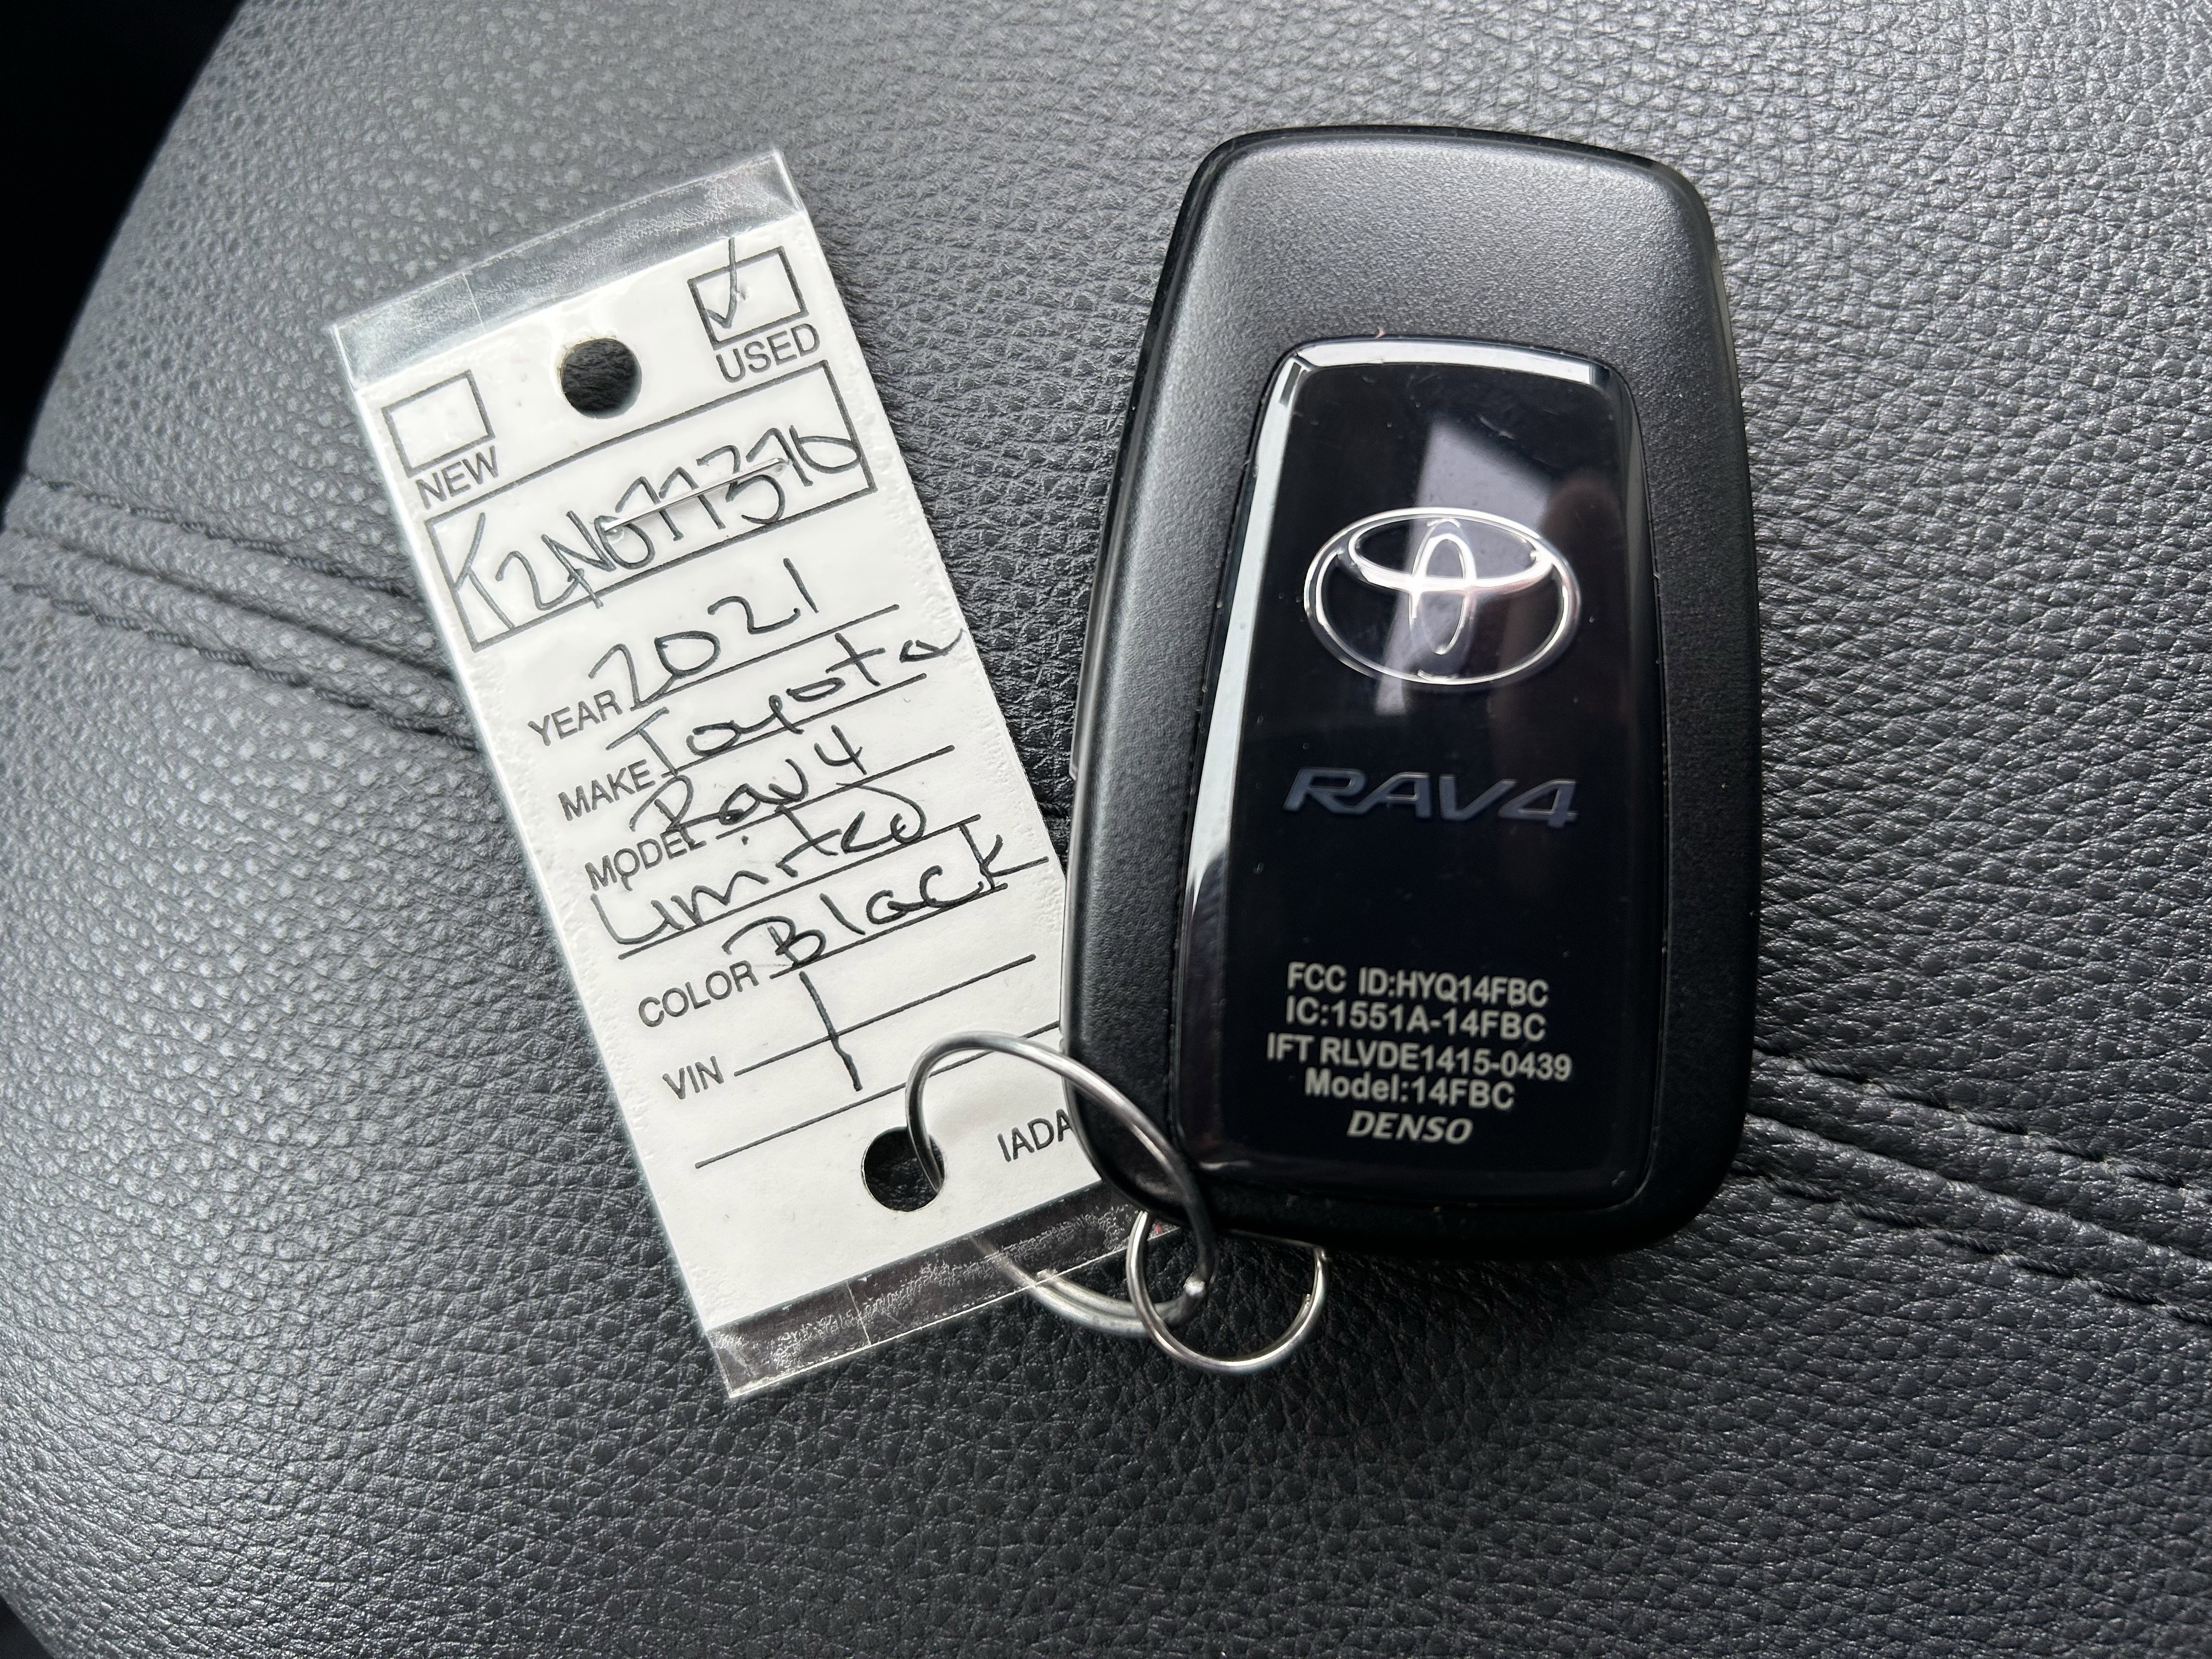 USED
NEW
YEAR 2021
MAKE Toyota
MODEL Rav4
Limited
COLOR Black
VIN
IADA
RAV4
FCC ID:HYQ14FBC
IC:1551A-14FBC
IFT RLVDE1415-0439
Model:14FBC
DENSO